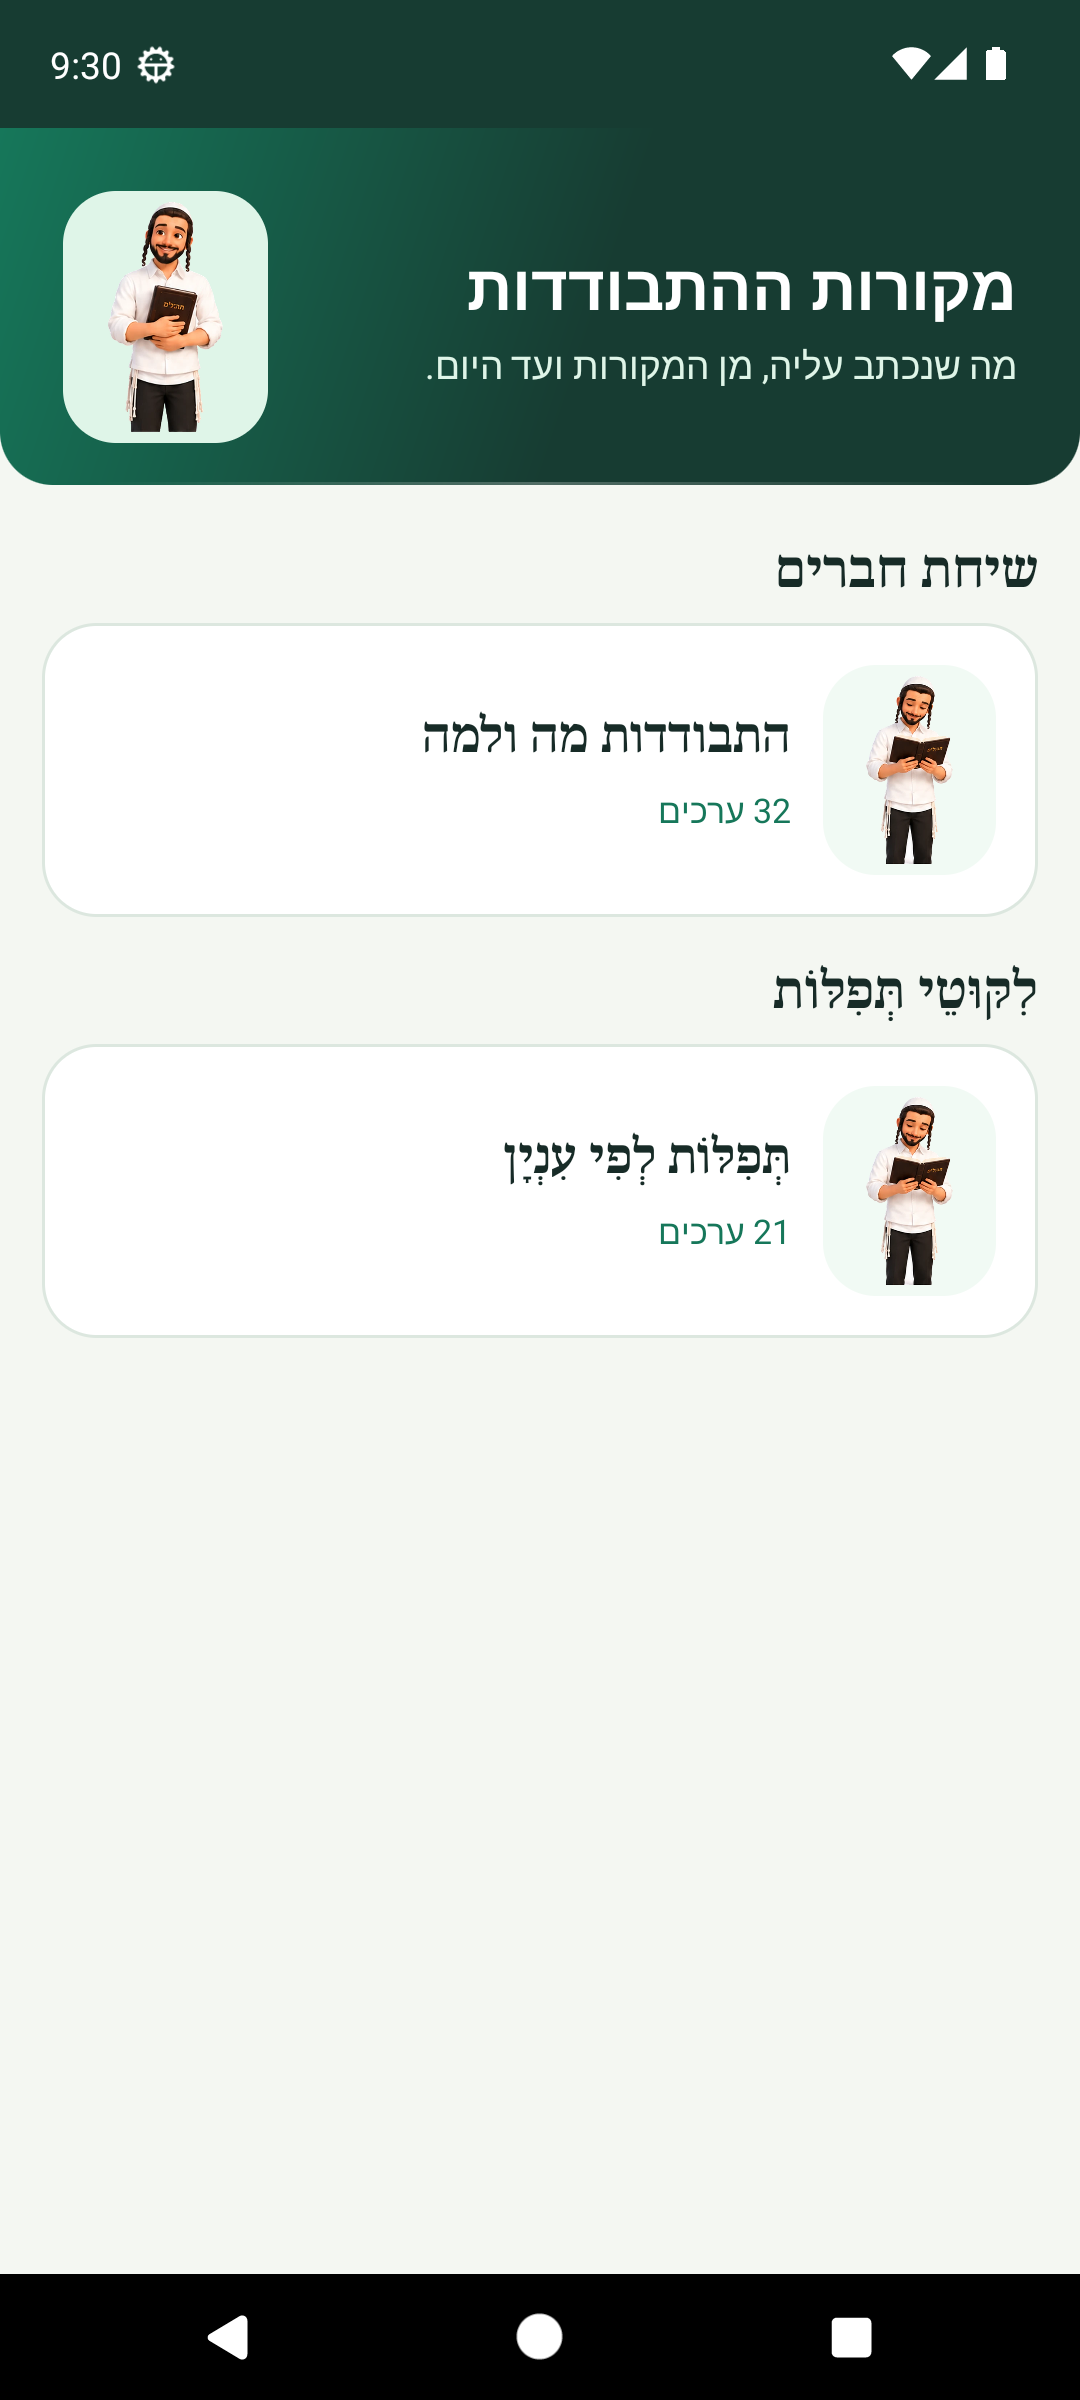 9:30
מקורות ההתבודדות
מה שנכתב עליה, מן המקורות ועד היום.
שיחת חברים
התבודדות מה ולמה
32 ערכים
לִקּוּטֵי תְּפִלּוֹת
תְּפִלּוֹת לְפִי עִנְיָן
21 ערכים